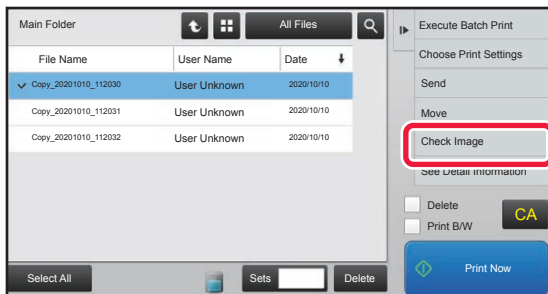 Main Folder
All Files
File Name User Name Date
Copy_20201010_112030 User Unknown 2020/10/10
Copy_20201010_112031 User Unknown 2020/10/10
Copy_20201010_112032 User Unknown 2020/10/10
Select All
Sets
Delete
Execute Batch Print
Choose Print Settings
Send
Move
Check Image
See Detail Information
Delete
Print B/W
CA
Print Now